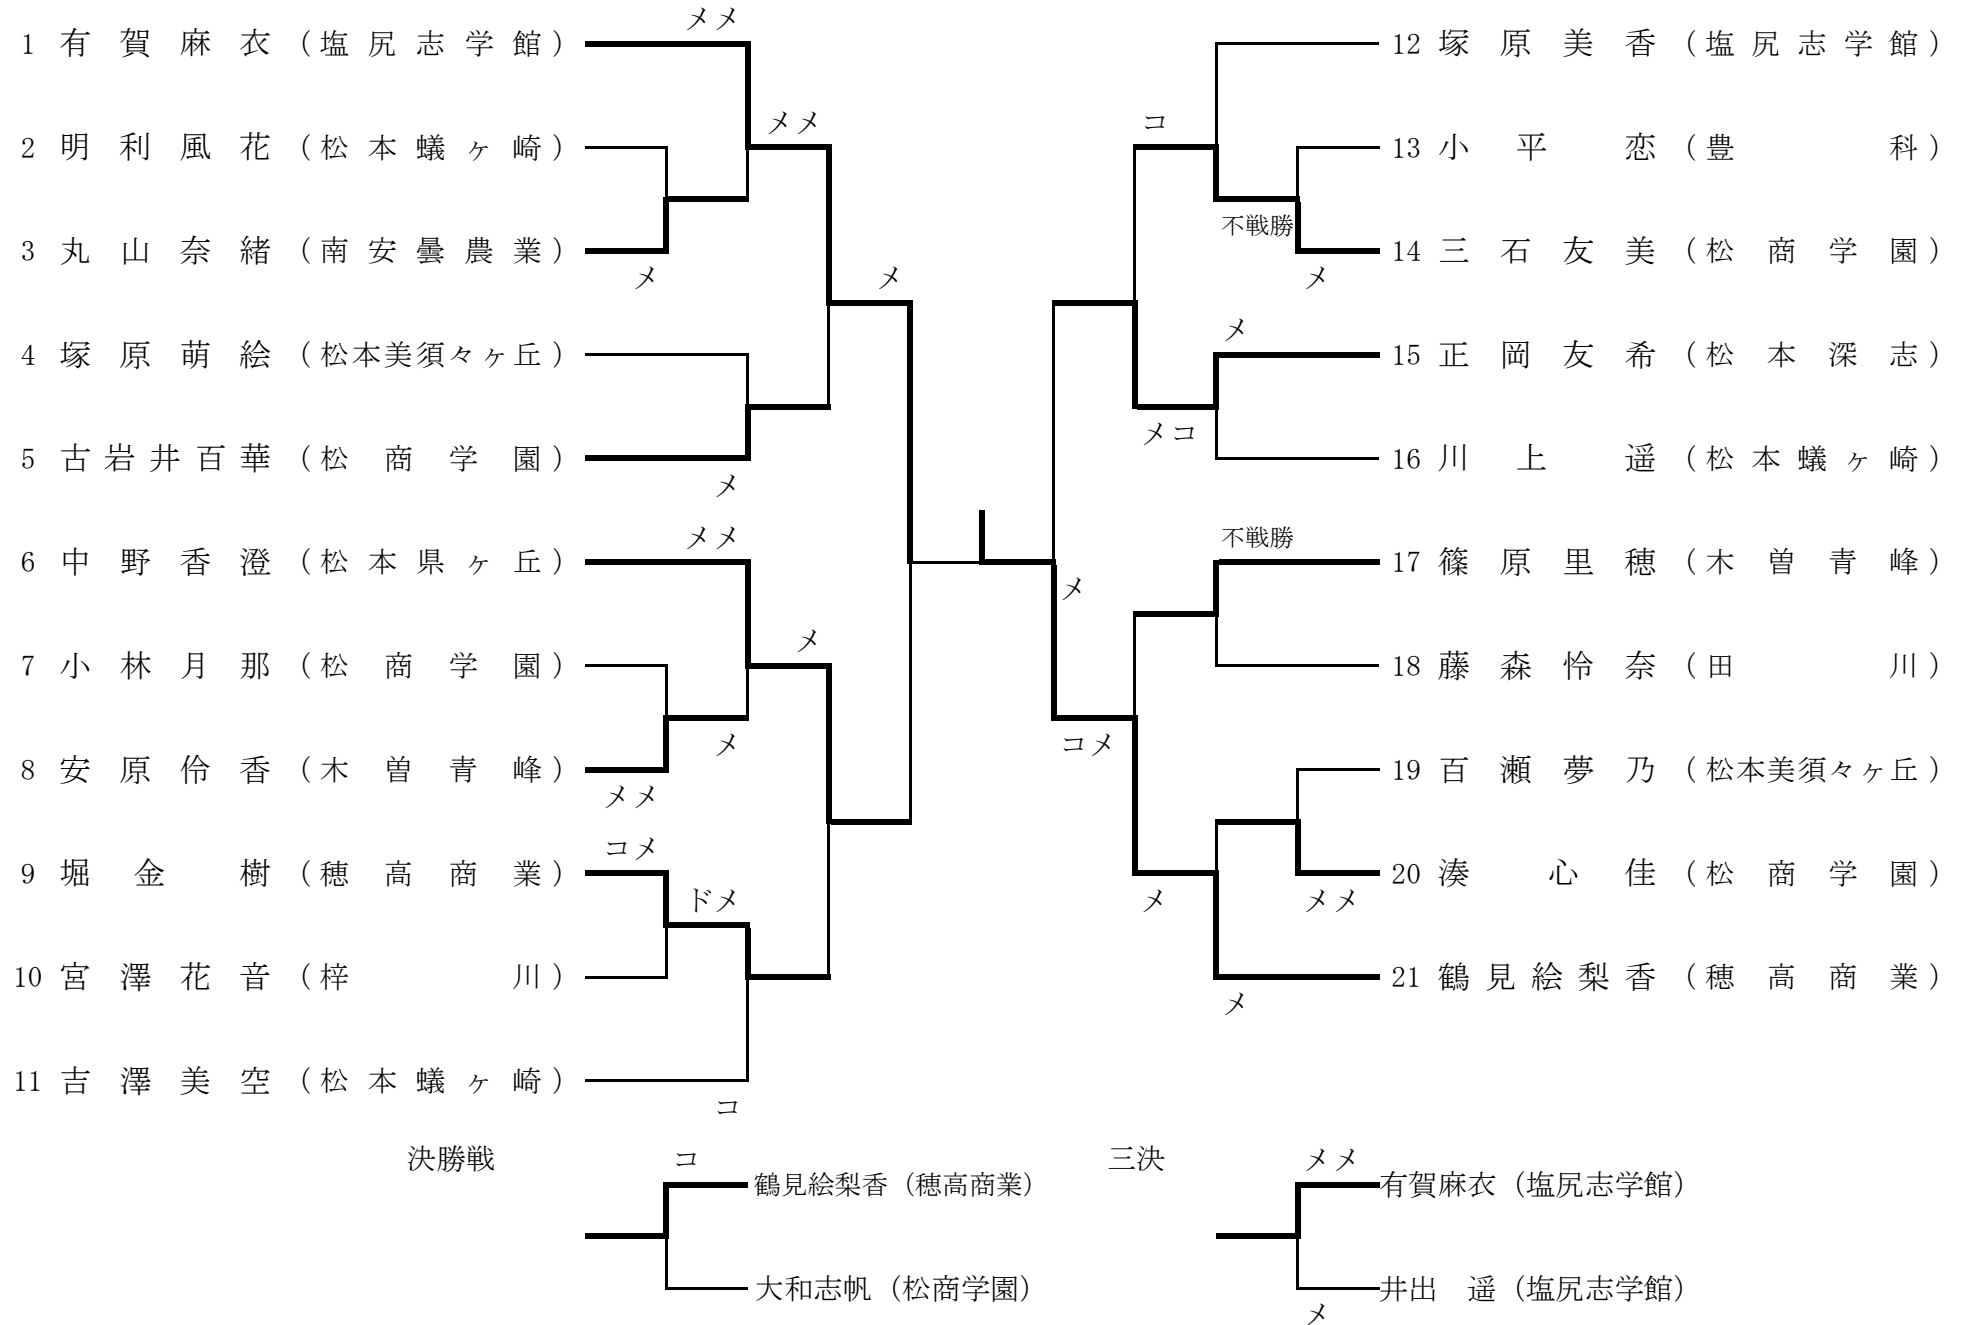 メメ
1 有賀麻衣（塩尻志学館）
メメ
2 明利風花（松本蟻ヶ崎）
3 丸山奈緒（南安曇農業）
メ
メ
4 塚原萌絵（松本美須々ヶ丘）
5 古岩井百華（松商学園）
メ
メメ
6 中野香澄（松本県ヶ丘）
メ
7 小林月那（松商学園）
メ
8 安原伶香（木曽青峰）
メメ
コメ
9 堀金樹（穂高商業）
ドメ
10 宮澤花音（梓川）
11 吉澤美空（松本蟻ヶ崎）
コ
12 塚原美香（塩尻志学館）
コ
13 小平恋（豊科）
不戦勝
14 三石友美（松商学園）
メ
メ
15 正岡友希（松本深志）
メコ
16 川上遥（松本蟻ヶ崎）
不戦勝
17 篠原里穂（木曽青峰）
メ
18 藤森怜奈（田川）
コメ
19 百瀬夢乃（松本美須々ヶ丘）
20 湊心佳（松商学園）
メ
メメ
21 鶴見絵梨香（穂高商業）
メ
決勝戦
コ
鶴見絵梨香（穂高商業）
大和志帆（松商学園）
三決
メメ
有賀麻衣（塩尻志学館）
井出　遥（塩尻志学館）
メ